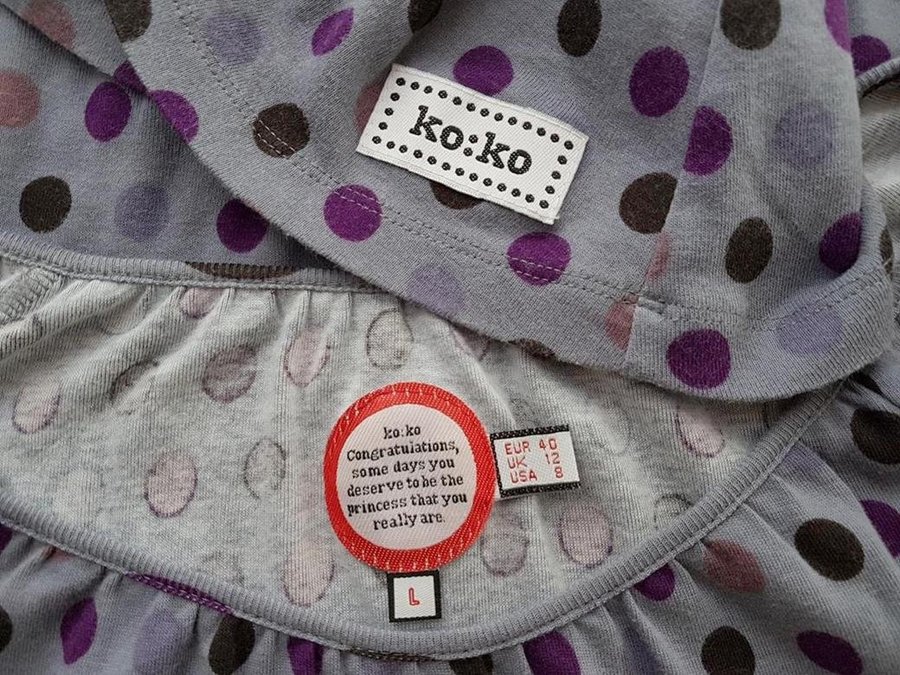 ko:ko
ko:ko
Congratulations,
some days you
deserve to be the
princess that you
really are.
EUR 40
UK 12
USA 8
L